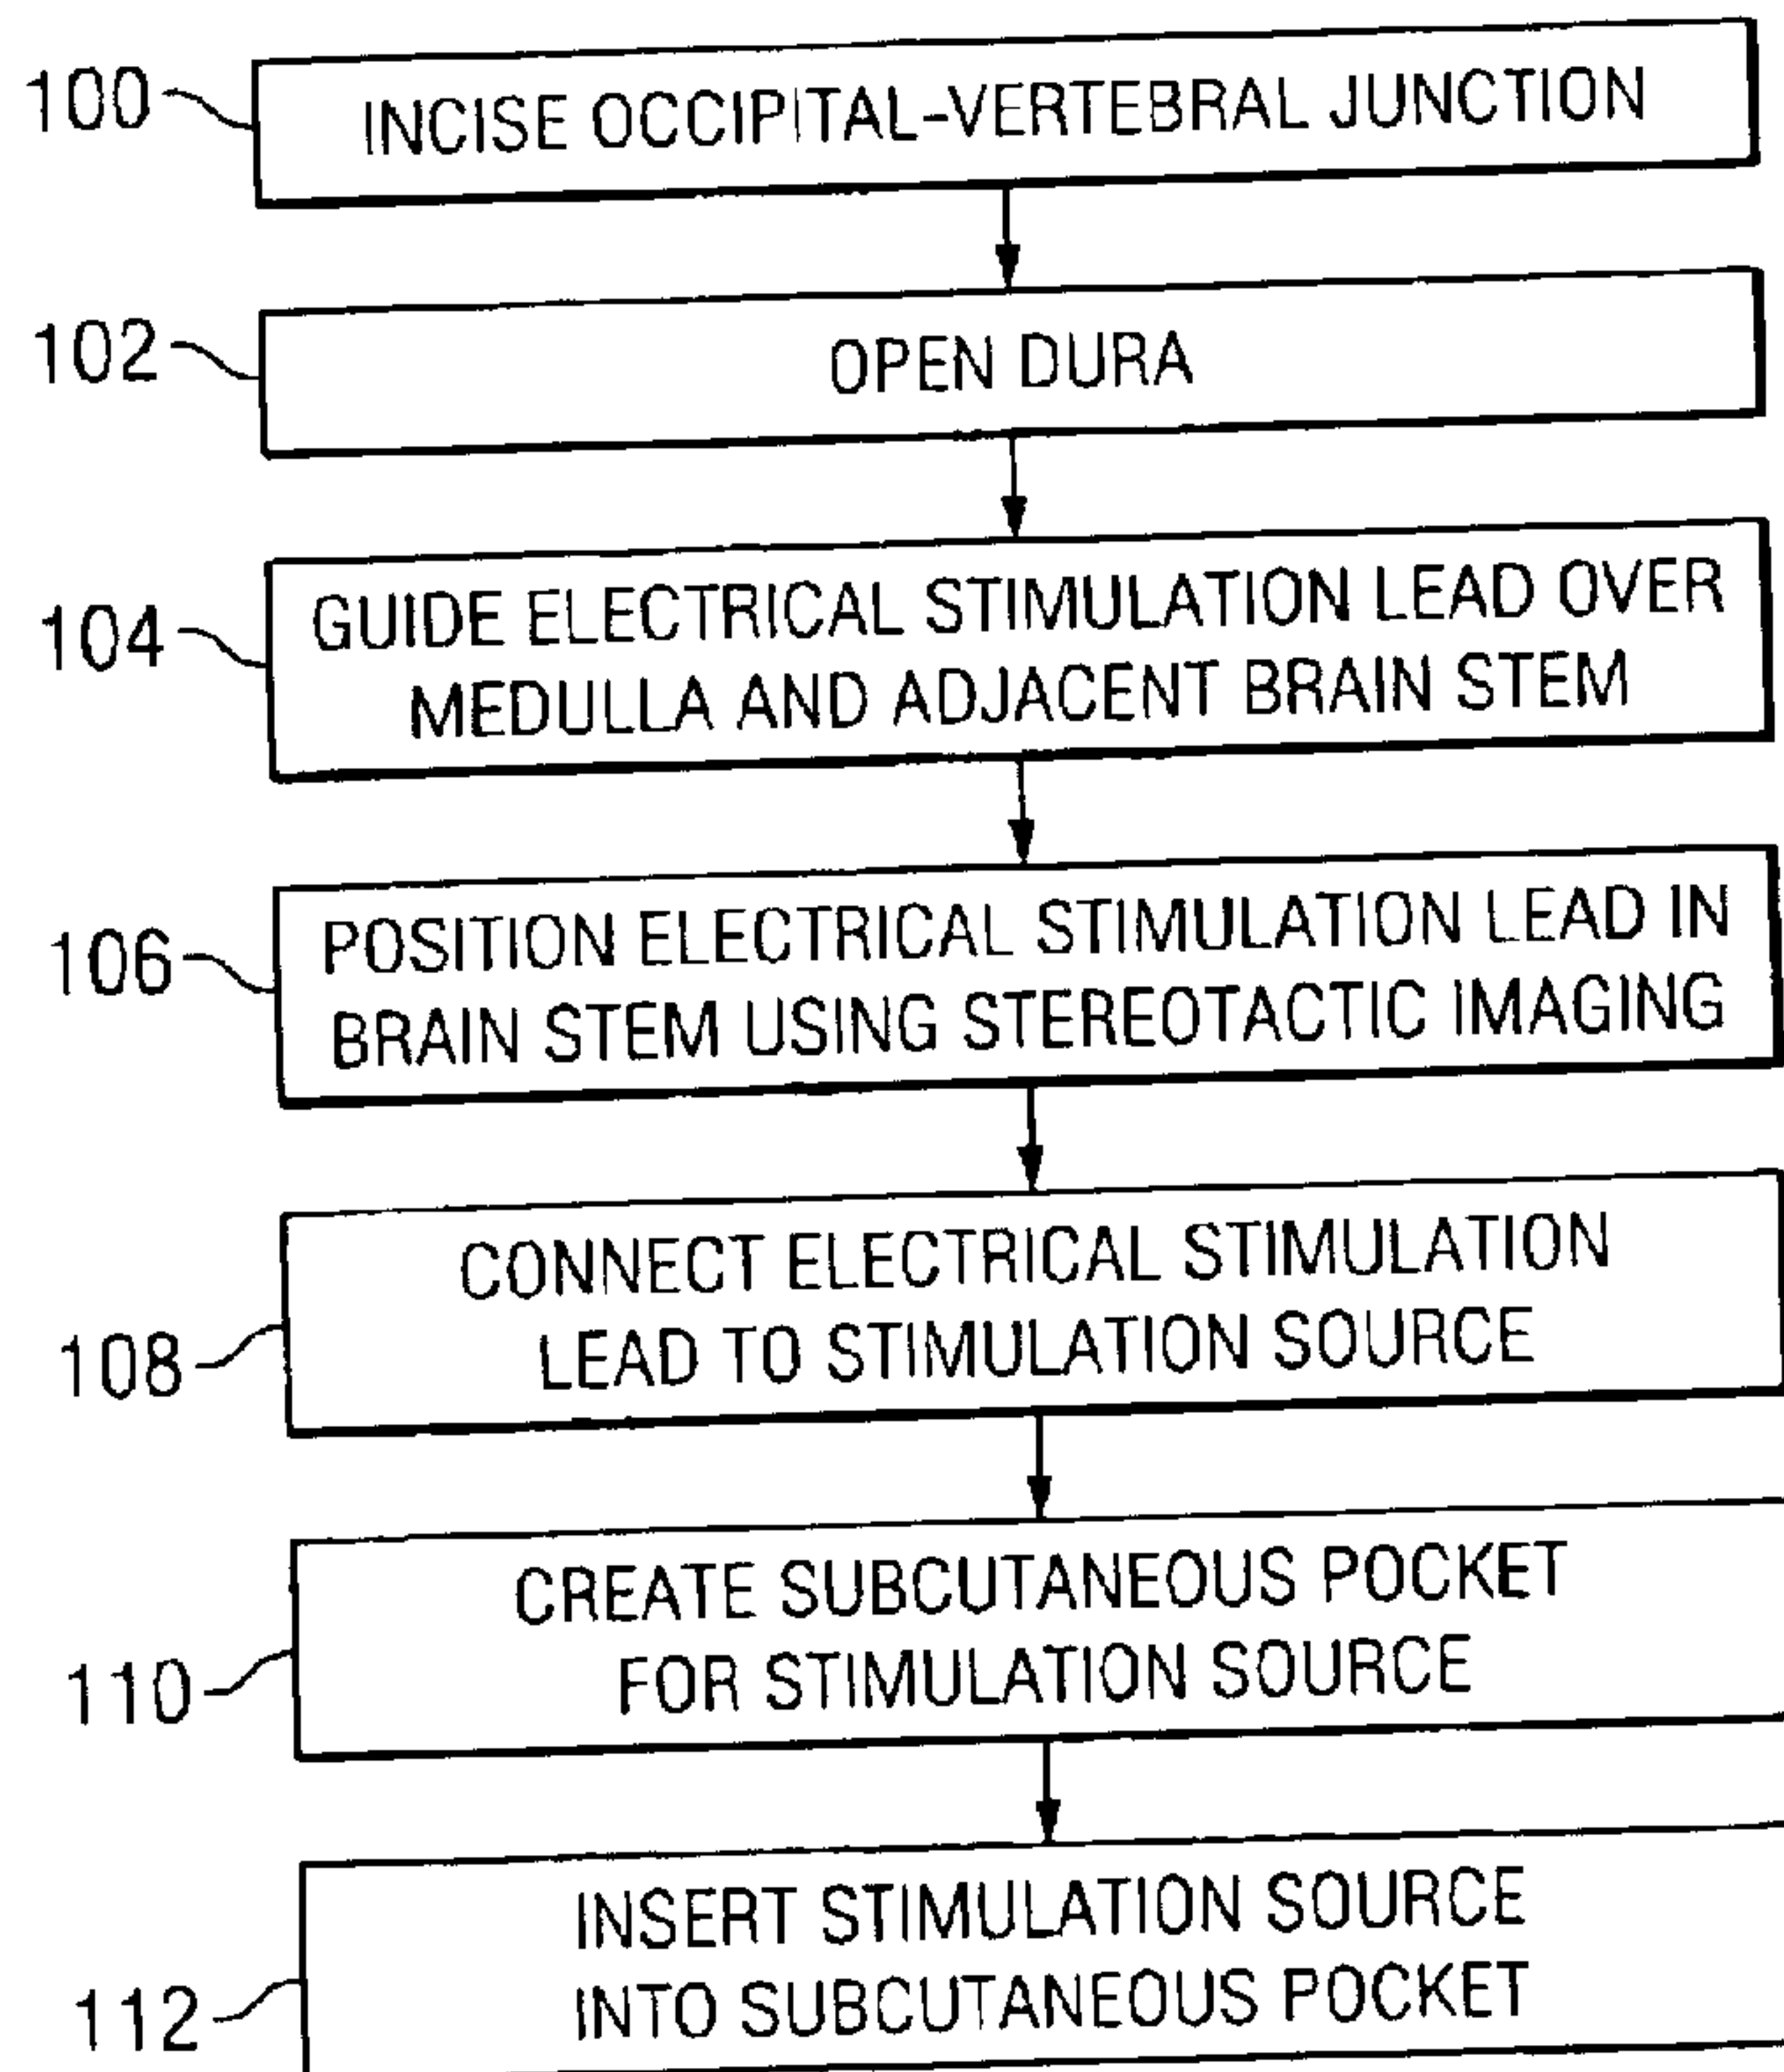 100
INCISE OCCIPITAL-VERTEBRAL JUNCTION
102
OPEN DURA
104
GUIDE ELECTRICAL STIMULATION LEAD OVER
MEDULLA AND ADJACENT BRAIN STEM
106
POSITION ELECTRICAL STIMULATION LEAD IN
BRAIN STEM USING STEREOTACTIC IMAGING
108
CONNECT ELECTRICAL STIMULATION
LEAD TO STIMULATION SOURCE
110
CREATE SUBCUTANEOUS POCKET
FOR STIMULATION SOURCE
112
INSERT STIMULATION SOURCE
INTO SUBCUTANEOUS POCKET